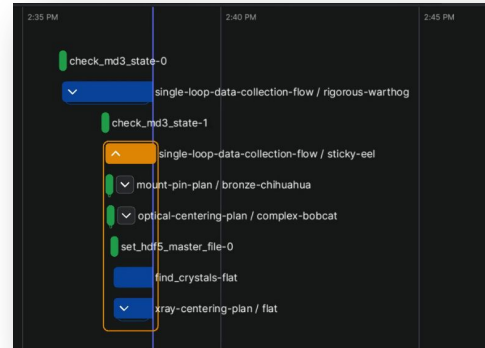 2:35 PM
2:40 PM
2:45 PM
check_md3_state-0
single-loop-data-collection-flow / rigorous-warthog
check_md3_state-1
single-loop-data-collection-flow / sticky-eel
mount-pin-plan / bronze-chihuahua
optical-centering-plan / complex-bobcat
set_hdf5_master_file-0
find_crystals-flat
xray-centering-plan / flat